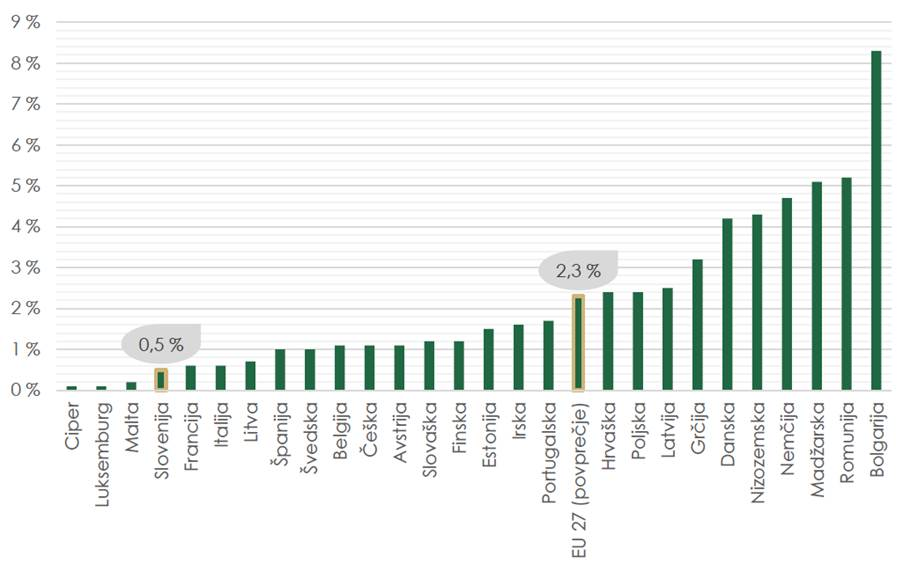 9 %
8 %
7 %
6 %
5 %
4 %
3 %
2 %
1 %
0 %
0,5 %
2,3 %
Ciper
Luksemburg
Malta
Slovenija
Francija
Italija
Litva
Španija
Švedska
Belgija
Češka
Avstrija
Slovaška
Finska
Estonija
Irska
Portugalska
EU 27 (povprečje)
Hrvaška
Poljska
Latvija
Grčija
Danska
Nizozemska
Nemčija
Madžarska
Romunija
Bolgarija